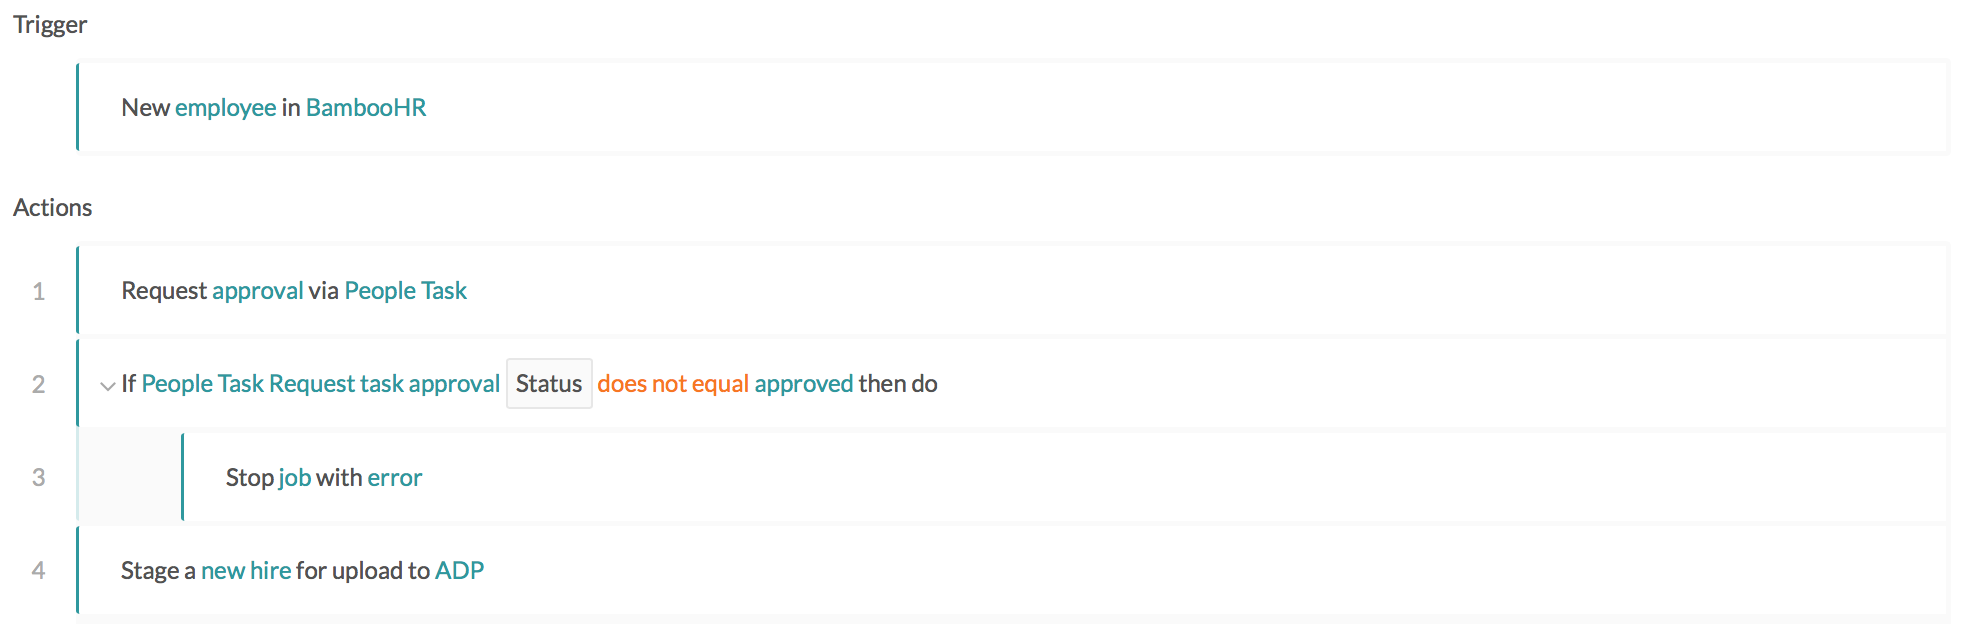 Trigger
New employee in BambooHR
Actions
1 Request approval via People Task
2 If People Task Request task approval Status does not equal approved then do
3 Stop job with error
4 Stage a new hire for upload to ADP